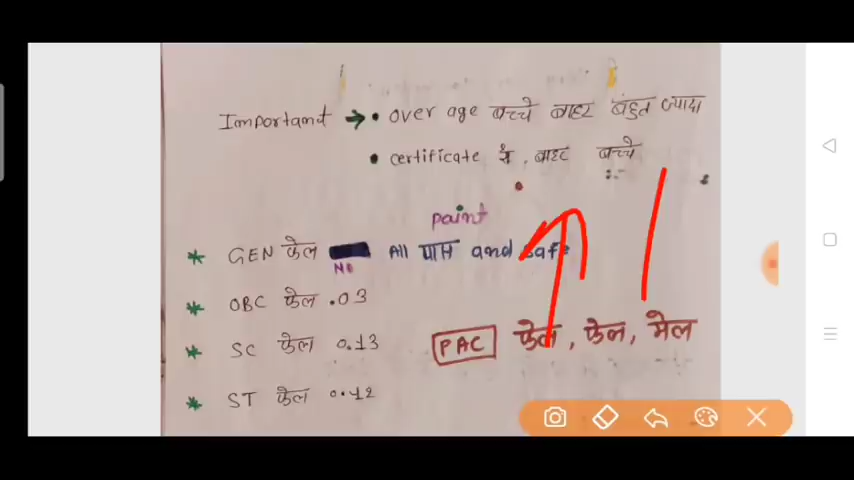 Importamt → • over age बच्चे बाहर बहुत ज्यादा
• certificate से, बाहर बच्चे
paint
* GEN फेल All पास and safe
NO
* OBC फेल .03
* SC फेल 0.13
PAC फेल, फेल, मेल
* ST फेल 0.12